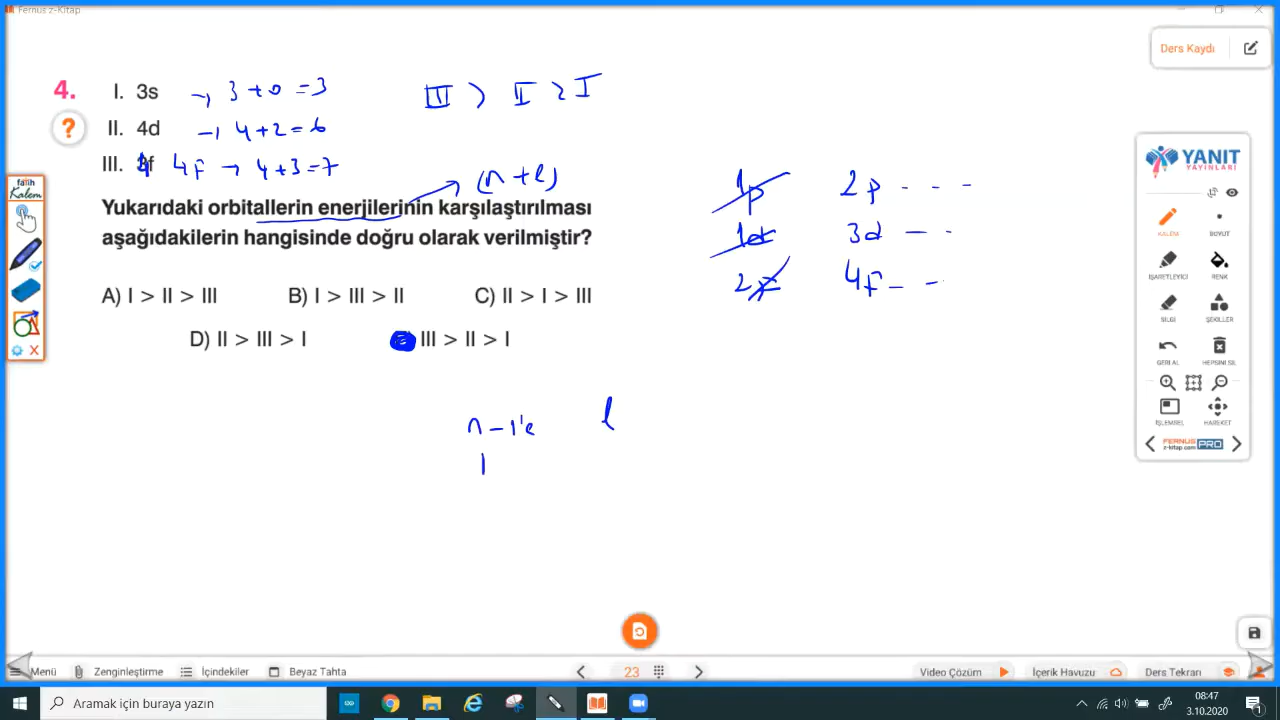 Fernus z-Kitap
Ders Kaydı
4. I. 3s → 3+0=3
III > II > I
II. 4d → 4+2=6
III. f 4f → 4+3=7
(n+l)
Yukarıdaki orbitallerin enerjilerinin karşılaştırılması
aşağıdakilerin hangisinde doğru olarak verilmiştir?
A) I > II > III B) I > III > II C) II > I > III
D) II > III > I III > II > I
1p 2p - - -
1d 3d - -
2f 4f - -
n-1'e l
fatih
Kalem
YANIT
YAYINLARI
KALEM BOYUT
İŞARETLEYİCİ RENK
SİLGİ ŞEKİLLER
GERİ AL HEPSİNİ SİL
İŞLEMREL HAREKET
FERNUS
z-kitap.com PRO
Menü Zenginleştirme İçindekiler Beyaz Tahta 23 Video Çözüm İçerik Havuzu Ders Tekrarı
Aramak için buraya yazın
08:47
3.10.2020
1